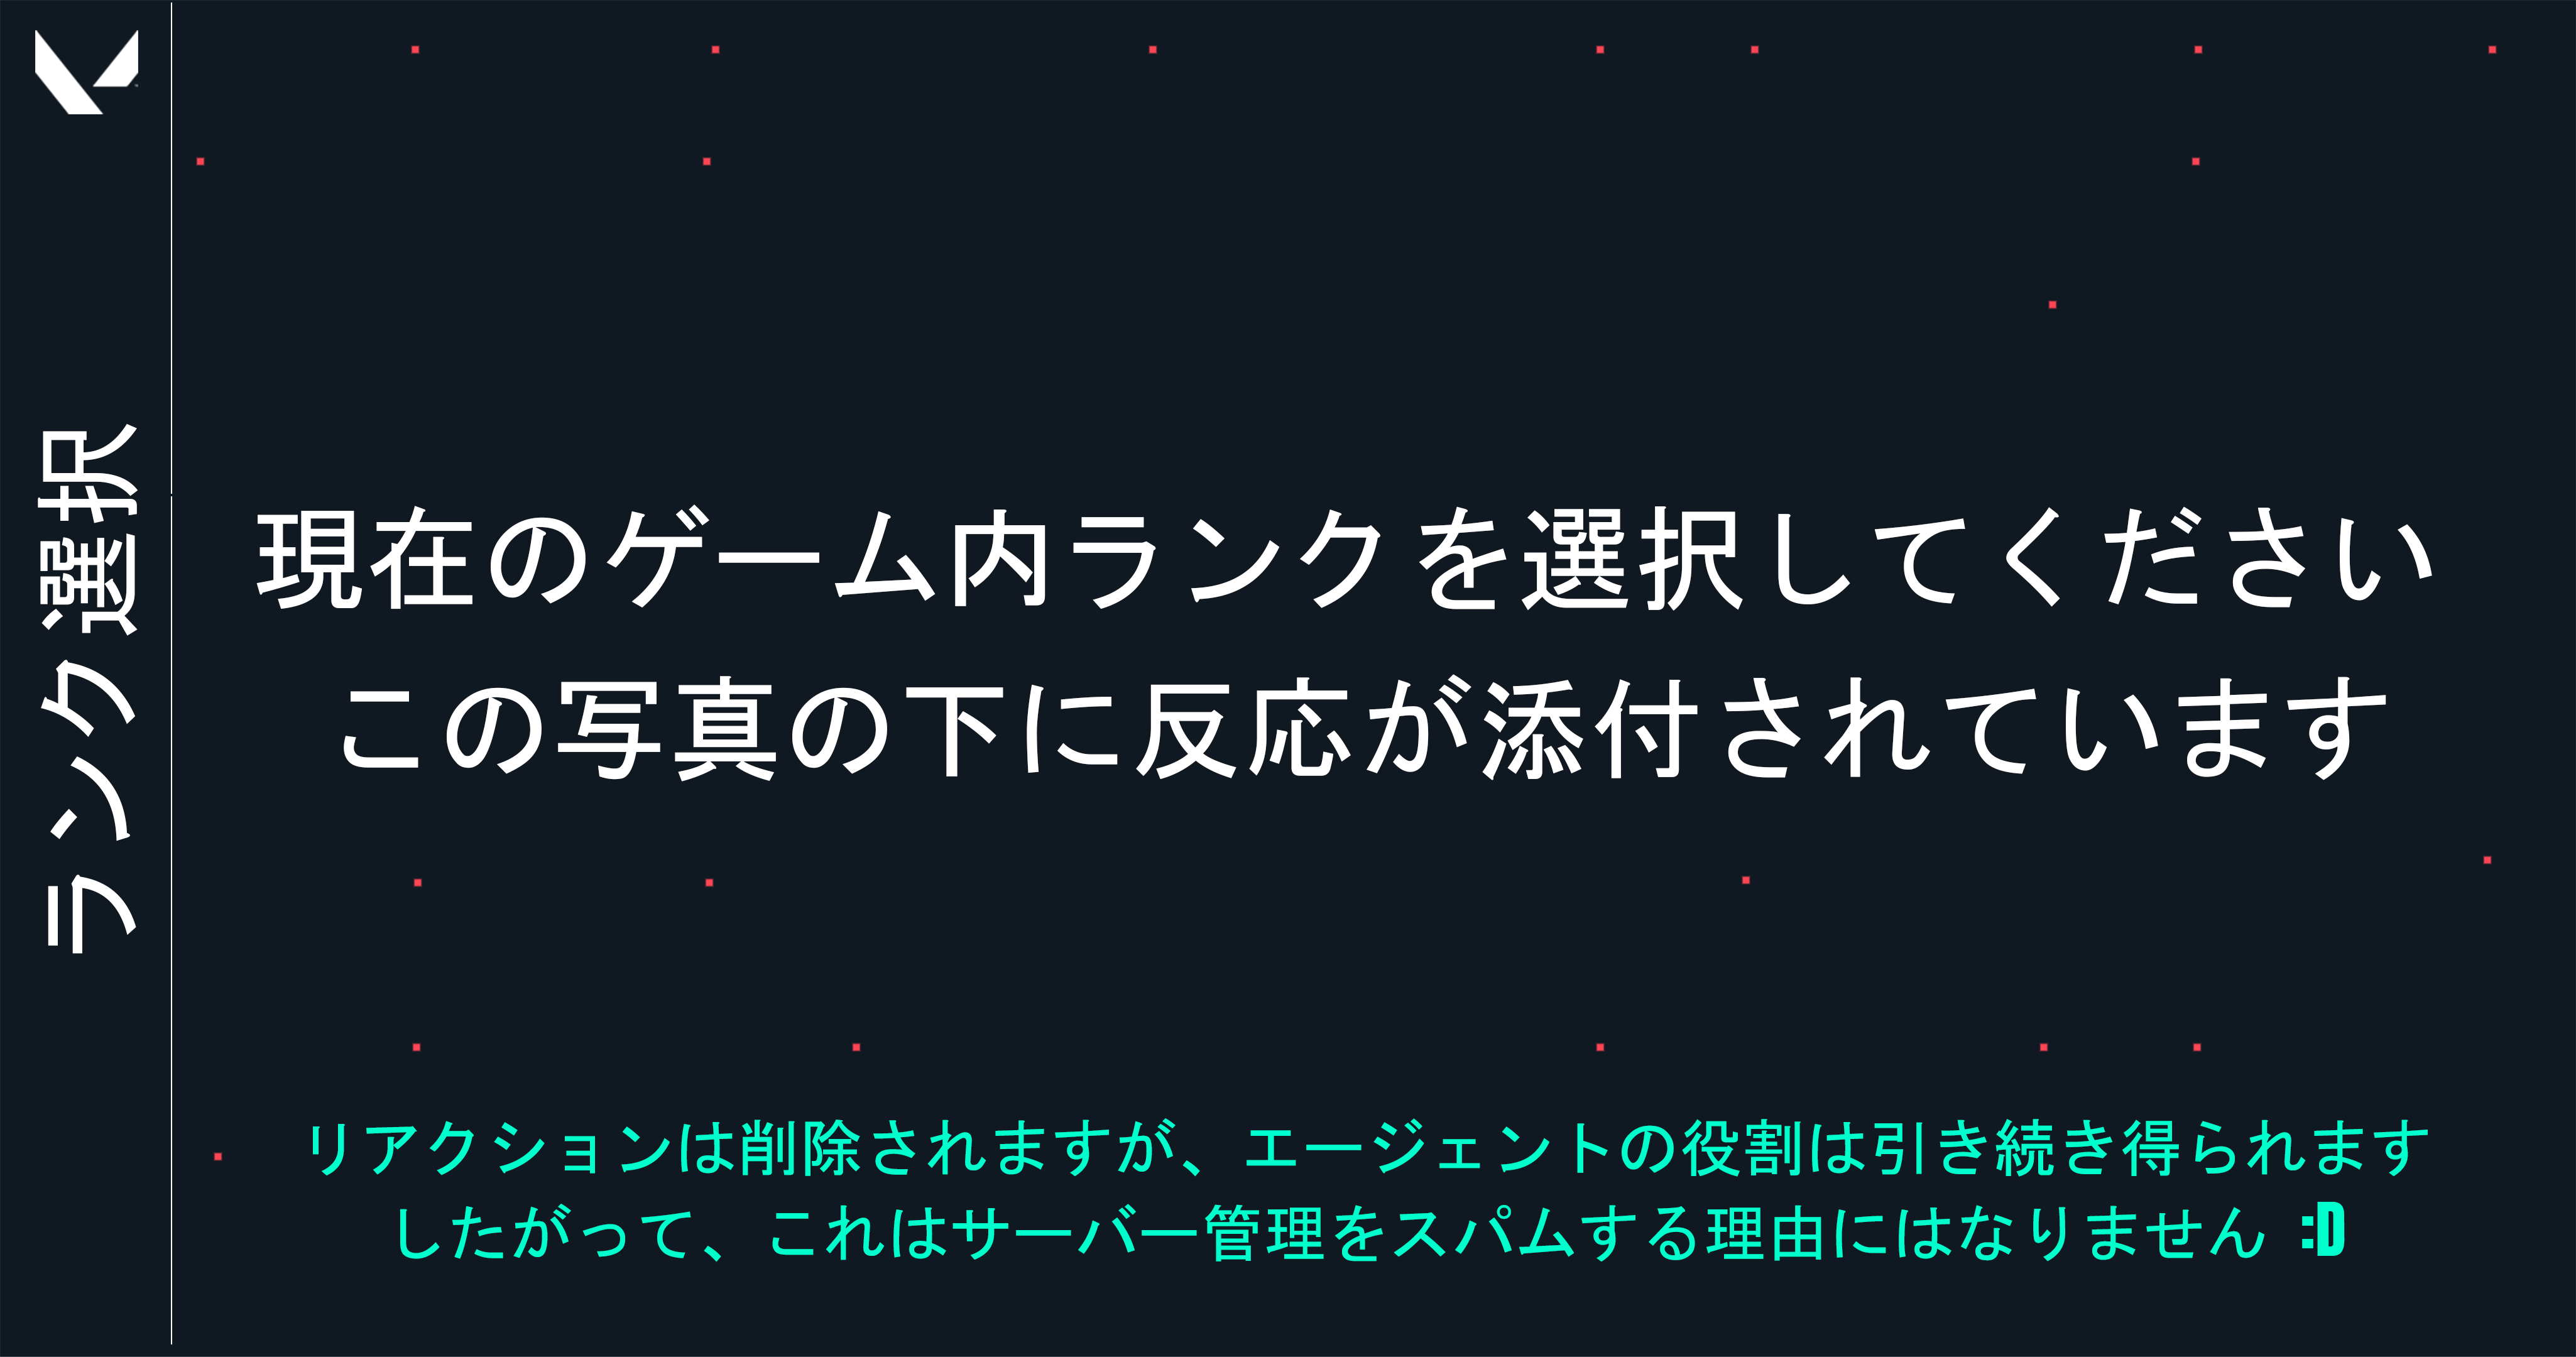 ランク選択
現在のゲーム内ランクを選択してください
この写真の下に反応が添付されています
リアクションは削除されますが、エージェントの役割は引き続き得られます
したがって、これはサーバー管理をスパムする理由にはなりません :D